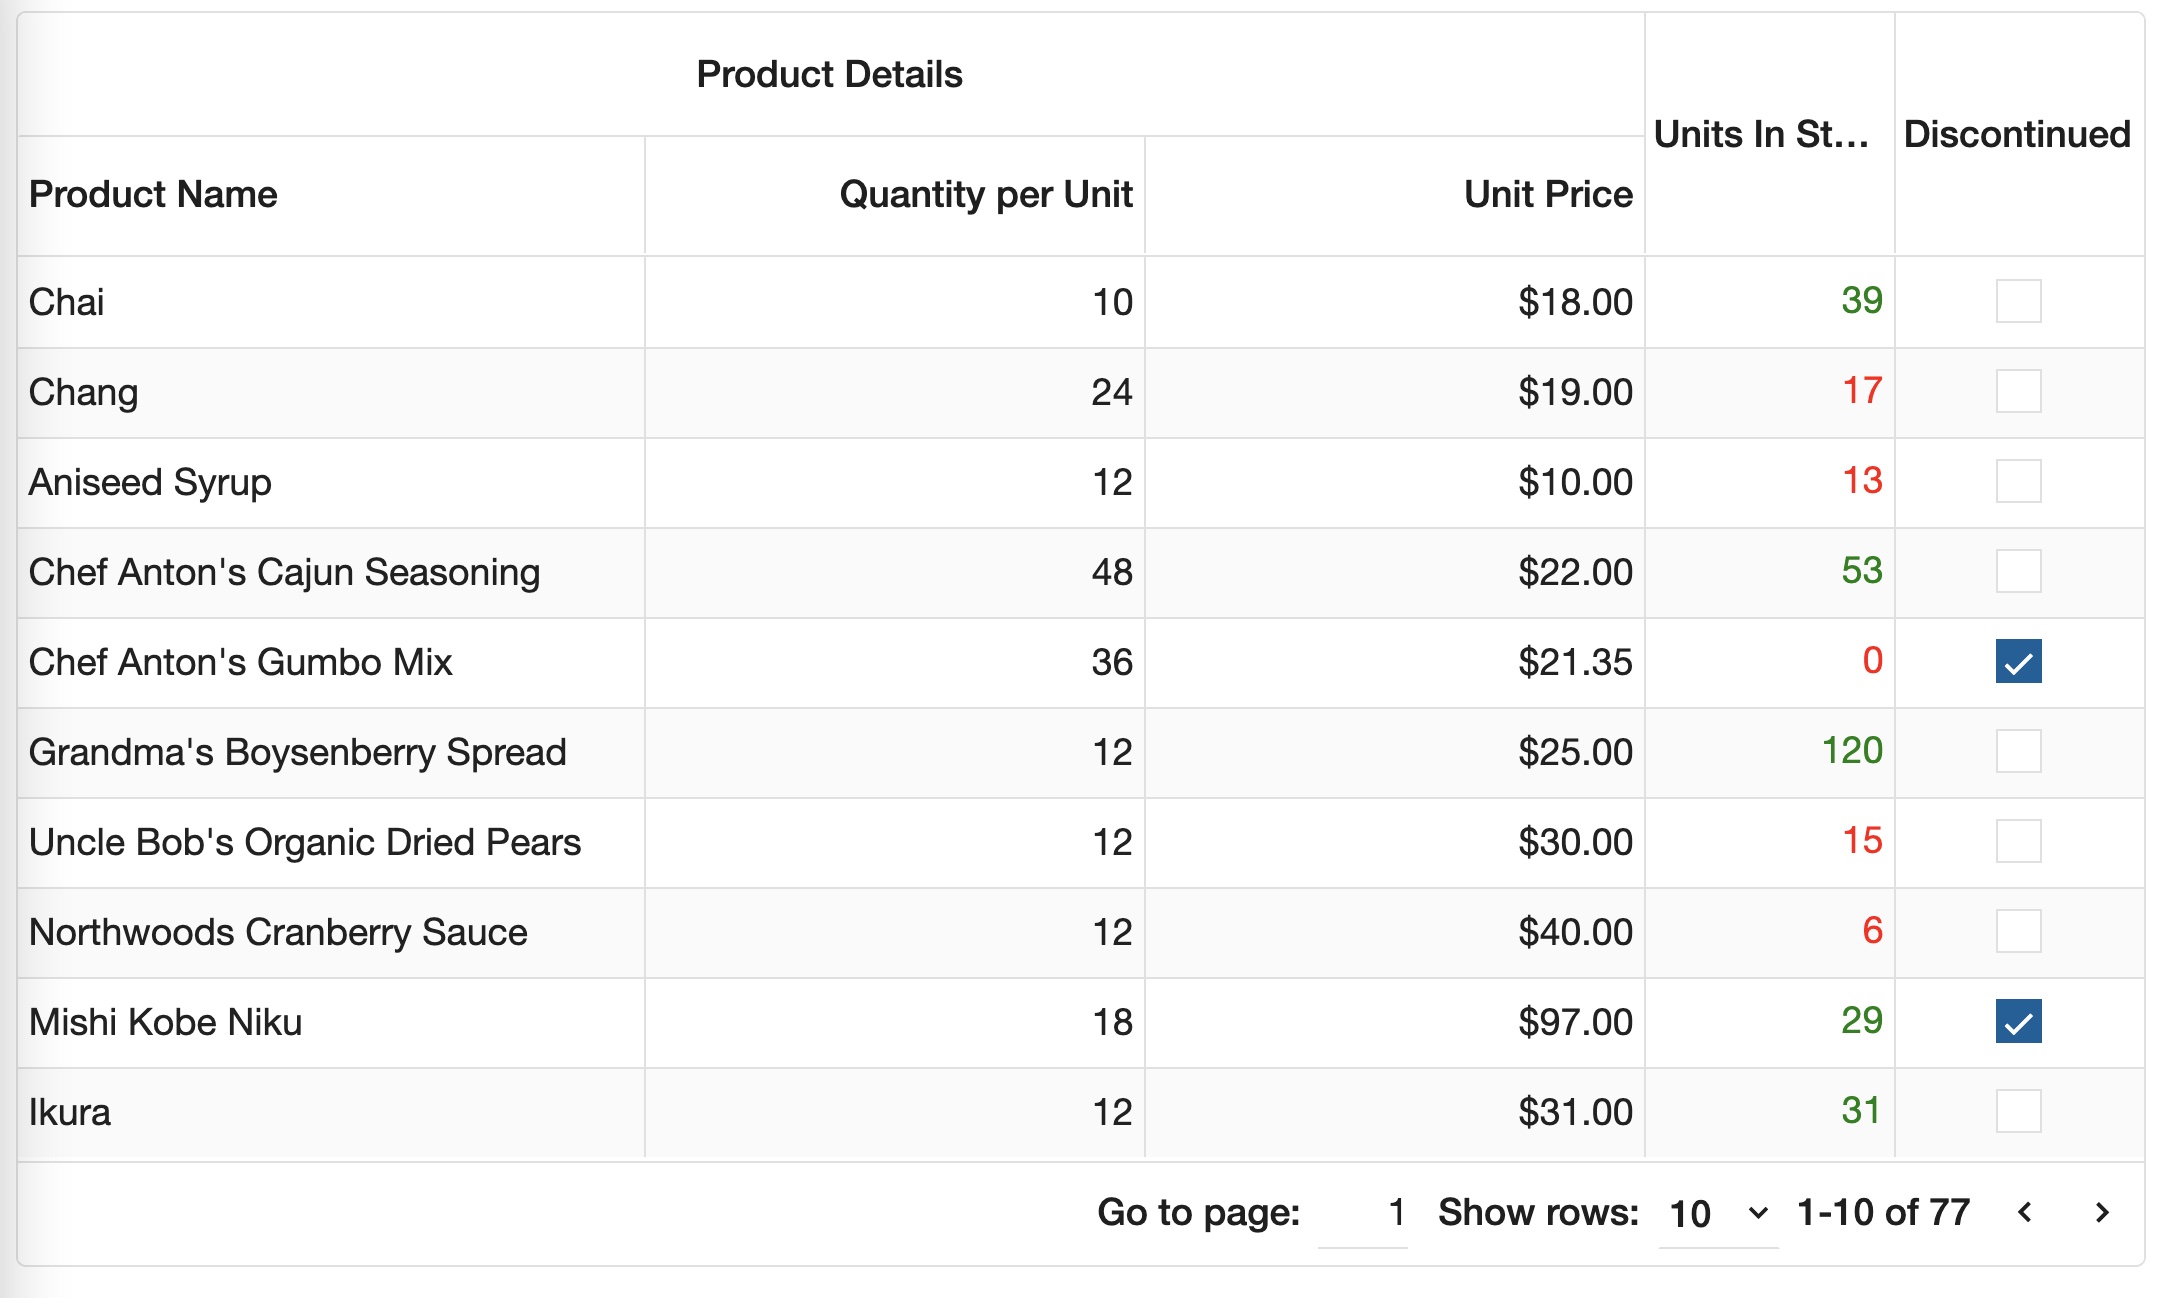 Product Details
Units In St... Discontinued
Product Name Quantity per Unit Unit Price
Chai 10 $18.00 39
Chang 24 $19.00 17
Aniseed Syrup 12 $10.00 13
Chef Anton's Cajun Seasoning 48 $22.00 53
Chef Anton's Gumbo Mix 36 $21.35 0
Grandma's Boysenberry Spread 12 $25.00 120
Uncle Bob's Organic Dried Pears 12 $30.00 15
Northwoods Cranberry Sauce 12 $40.00 6
Mishi Kobe Niku 18 $97.00 29
Ikura 12 $31.00 31
Go to page: 1 Show rows: 10 1-10 of 77